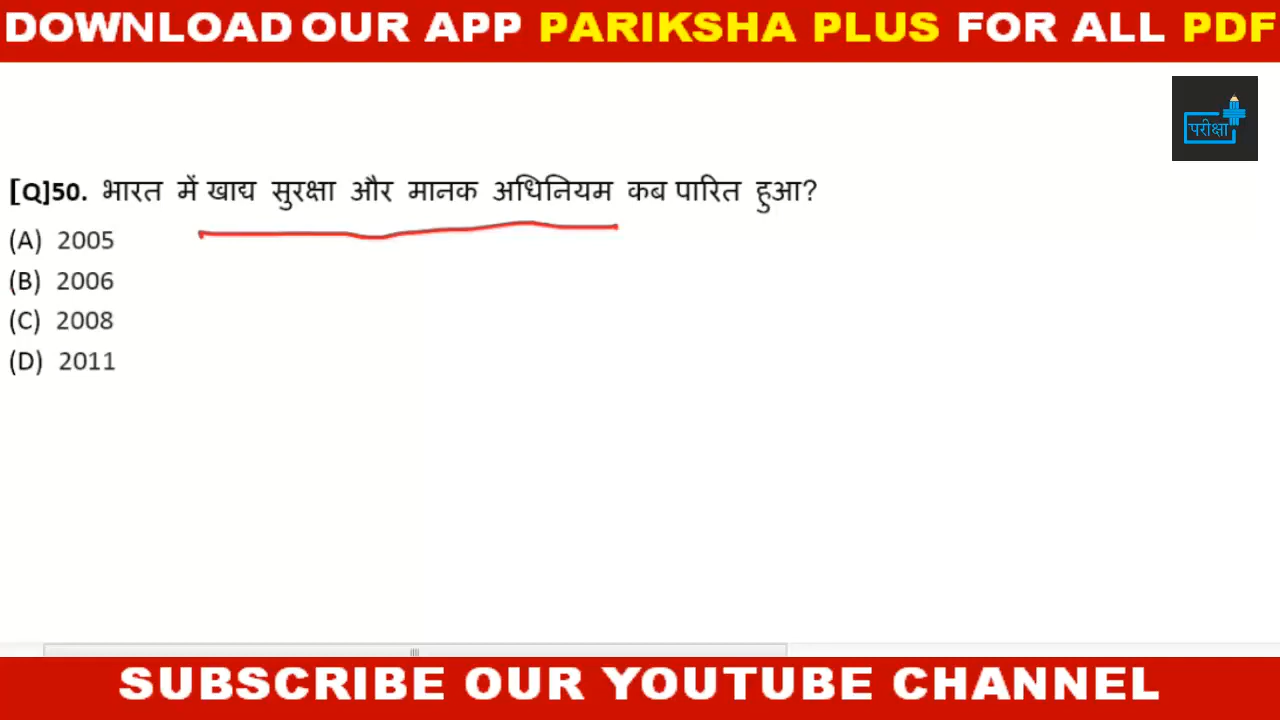 DOWNLOAD OUR APP PARIKSHA PLUS FOR ALL PDF
परीक्षा
[Q]50. भारत में खाद्य सुरक्षा और मानक अधिनियम कब पारित हुआ?
(A) 2005
(B) 2006
(C) 2008
(D) 2011
SUBSCRIBE OUR YOUTUBE CHANNEL